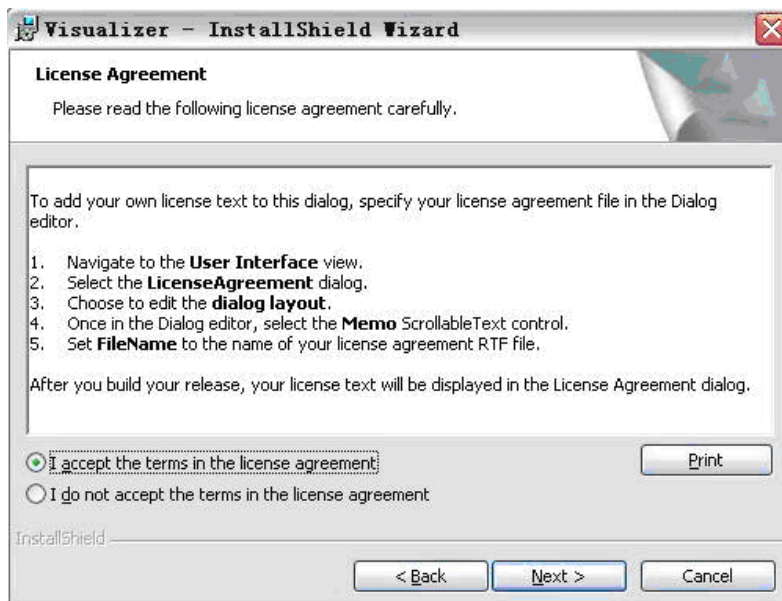 Visualizer - InstallShield Wizard
License Agreement
Please read the following license agreement carefully.
To add your own license text to this dialog, specify your license agreement file in the Dialog
editor.
1. Navigate to the User Interface view.
2. Select the LicenseAgreement dialog.
3. Choose to edit the dialog layout.
4. Once in the Dialog editor, select the Memo ScrollableText control.
5. Set FileName to the name of your license agreement RTF file.
After you build your release, your license text will be displayed in the License Agreement dialog.
I accept the terms in the license agreement
Print
I do not accept the terms in the license agreement
InstallShield
< Back
Next >
Cancel